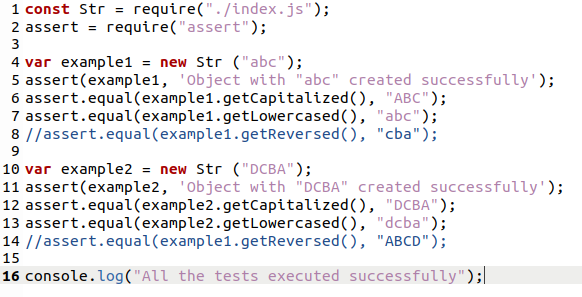 1 const Str = require("./index.js");
2 assert = require("assert");
3
4 var example1 = new Str ("abc");
5 assert(example1, 'Object with "abc" created successfully');
6 assert.equal(example1.getCapitalized(), "ABC");
7 assert.equal(example1.getLowercased(), "abc");
8 //assert.equal(example1.getReversed(), "cba");
9
10 var example2 = new Str ("DCBA");
11 assert(example2, 'Object with "DCBA" created successfully');
12 assert.equal(example2.getCapitalized(), "DCBA");
13 assert.equal(example2.getLowercased(), "dcba");
14 //assert.equal(example1.getReversed(), "ABCD");
15
16 console.log("All the tests executed successfully");